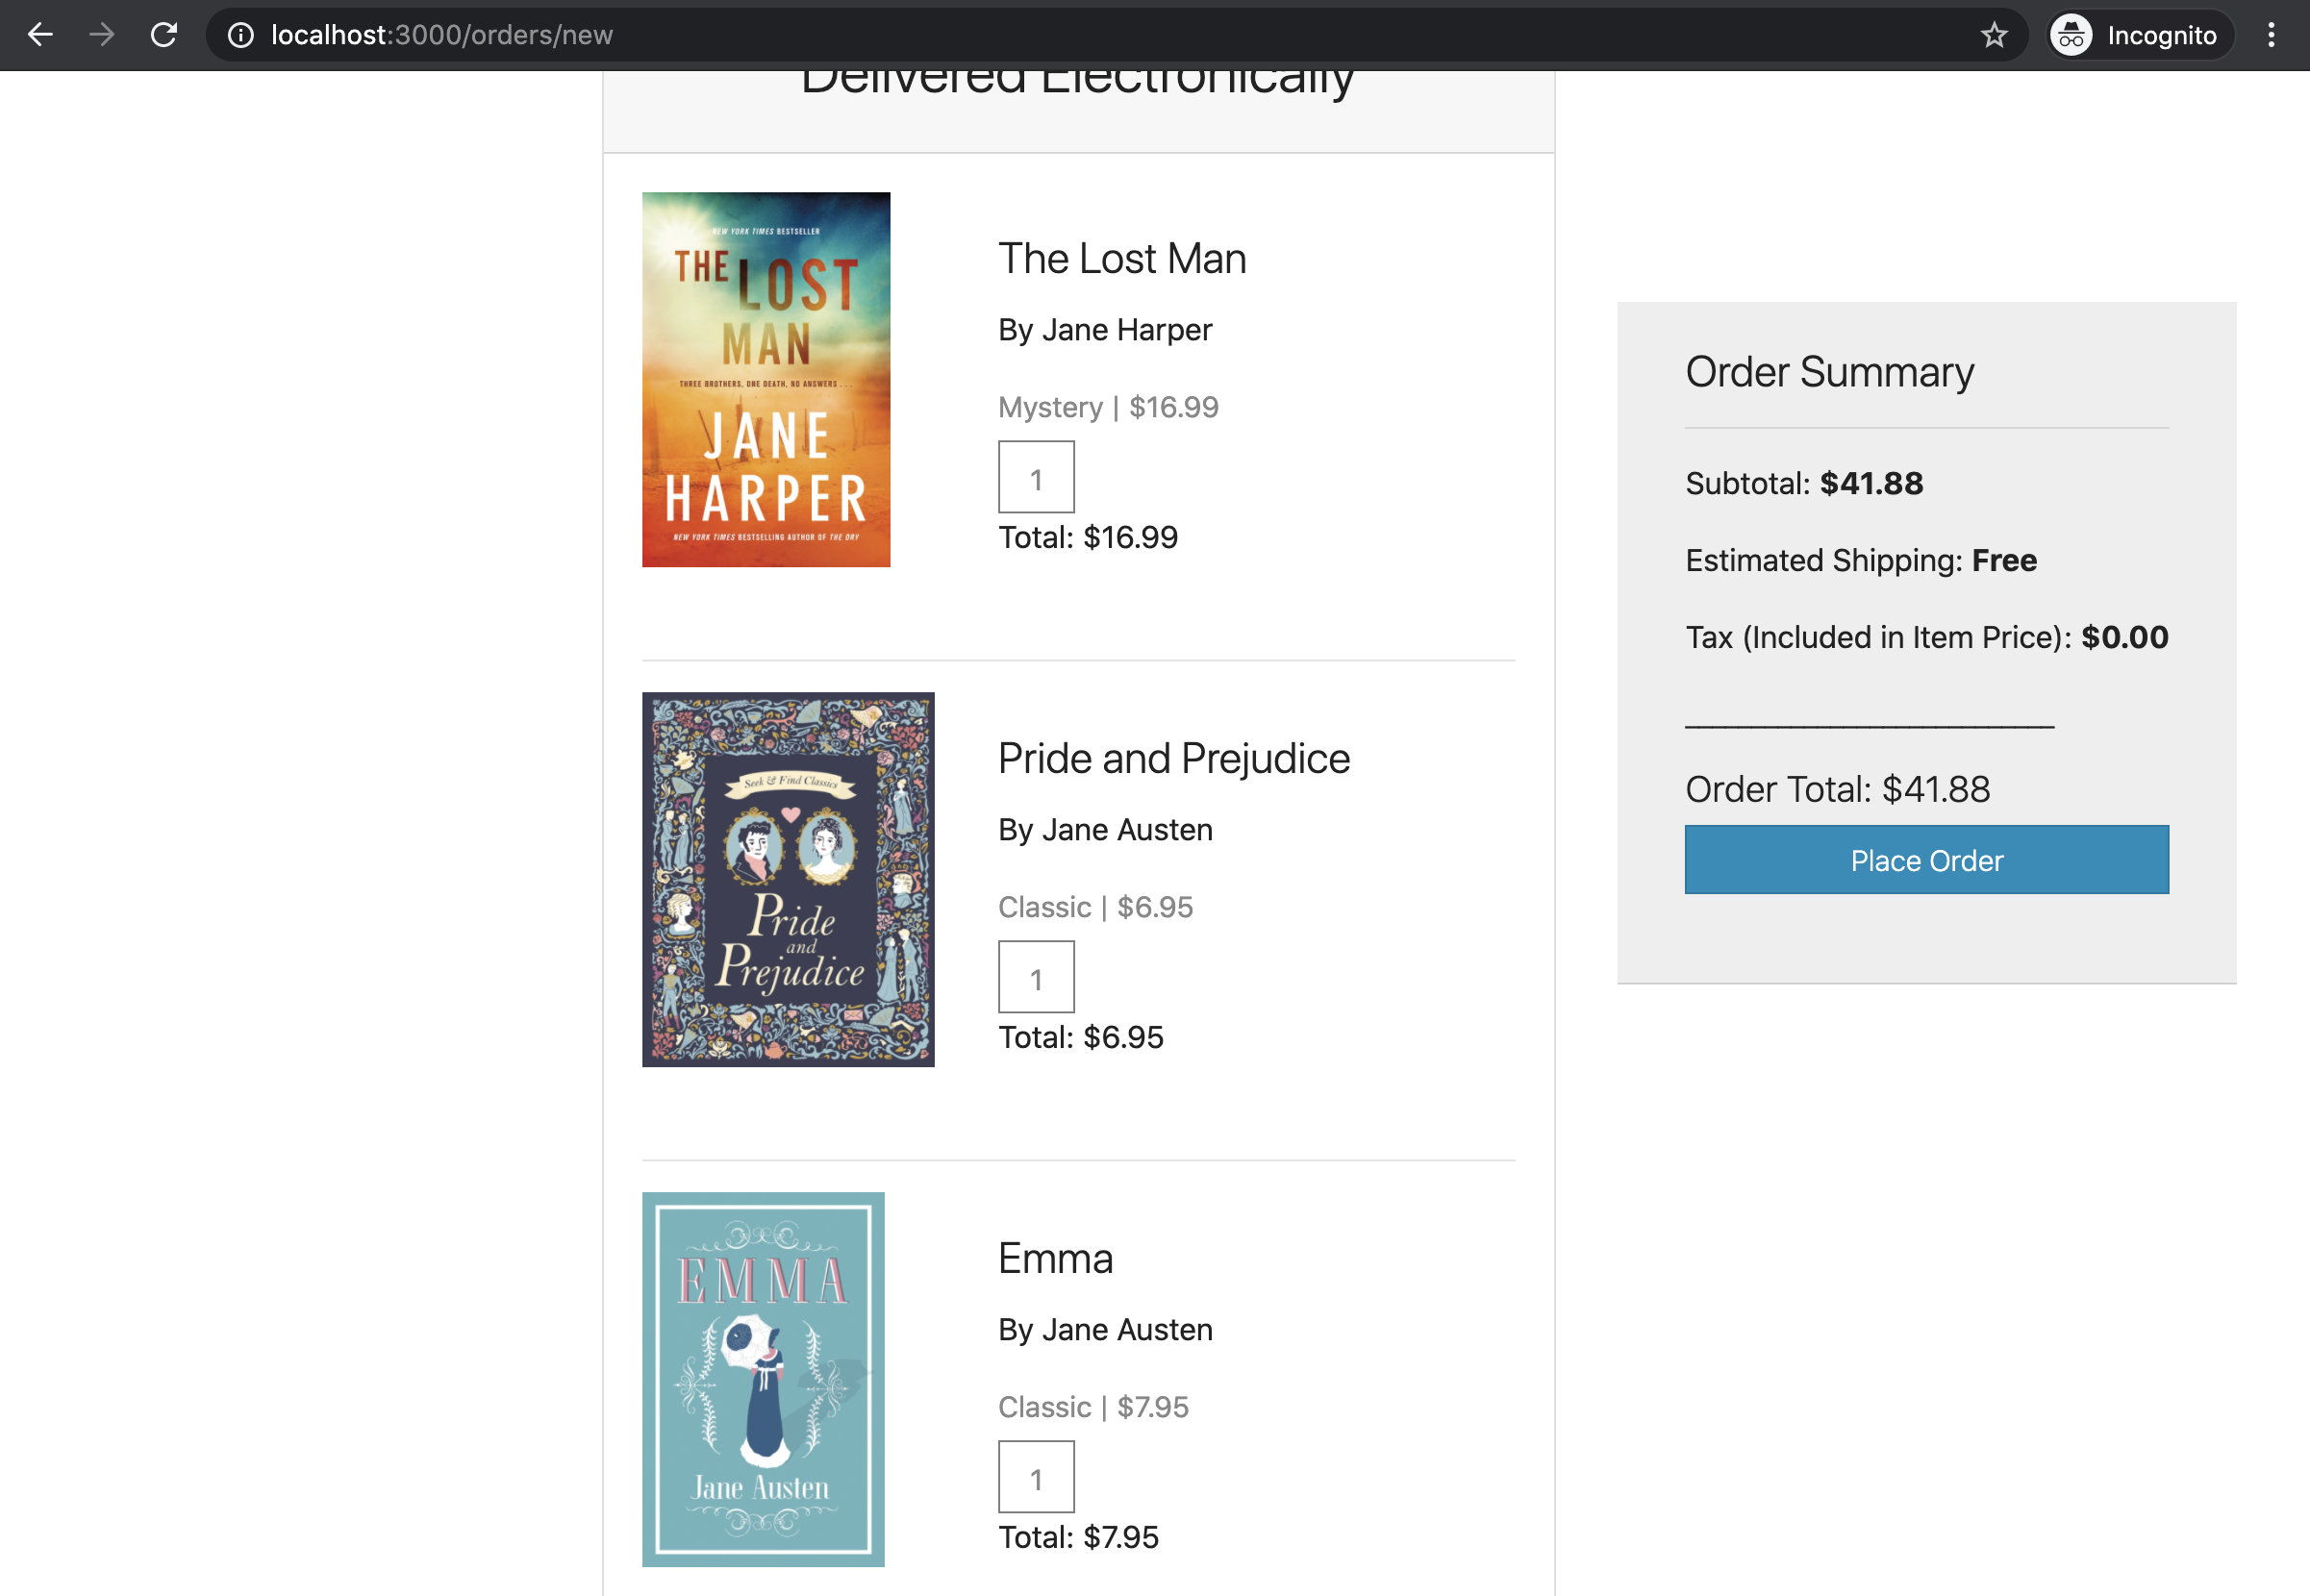 localhost:3000/orders/new
Incognito
Delivered Electronically
NEW YORK TIMES BESTSELLER
THE LOST
MAN
THREE BROTHERS, ONE DEATH, NO ANSWERS . . .
JANE
HARPER
NEW YORK TIMES BESTSELLING AUTHOR OF THE DRY
The Lost Man
By Jane Harper
Mystery | $16.99
1
Total: $16.99
Seek & Find Classics
Pride
and
Prejudice
Pride and Prejudice
By Jane Austen
Classic | $6.95
1
Total: $6.95
EMMA
Jane Austen
Emma
By Jane Austen
Classic | $7.95
1
Total: $7.95
Order Summary
Subtotal: $41.88
Estimated Shipping: Free
Tax (Included in Item Price): $0.00
Order Total: $41.88
Place Order